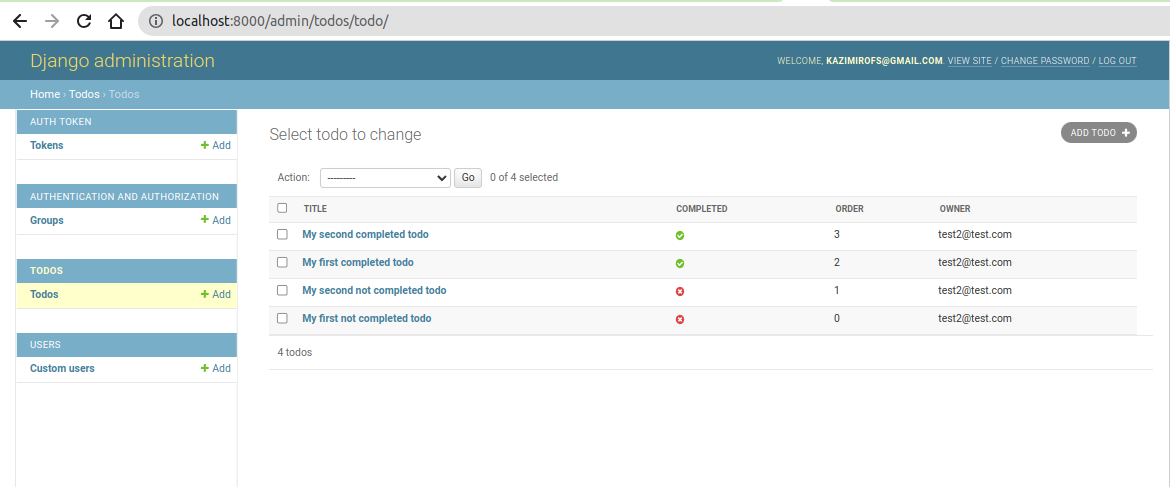 localhost:8000/admin/todos/todo/
Django administration
WELCOME, KAZIMIROFS@GMAIL.COM. VIEW SITE / CHANGE PASSWORD / LOG OUT
Home › Todos › Todos
AUTH TOKEN
Tokens + Add
AUTHENTICATION AND AUTHORIZATION
Groups + Add
TODOS
Todos + Add
USERS
Custom users + Add
Select todo to change
ADD TODO +
Action: --------- Go 0 of 4 selected
TITLE COMPLETED ORDER OWNER
My second completed todo 3 test2@test.com
My first completed todo 2 test2@test.com
My second not completed todo 1 test2@test.com
My first not completed todo 0 test2@test.com
4 todos